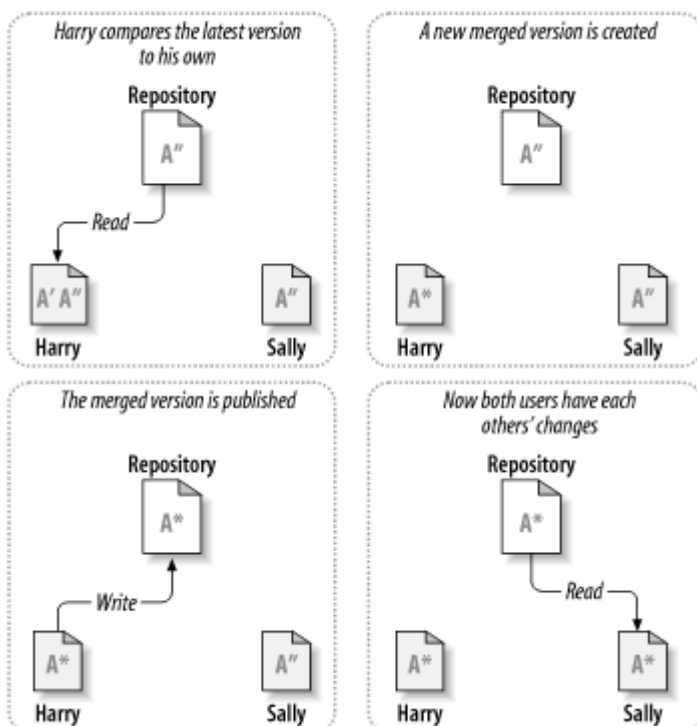 Harry compares the latest version
to his own
Repository
A″
Read
A′ A″
A″
Harry
Sally
A new merged version is created
Repository
A″
A*
A″
Harry
Sally
The merged version is published
Repository
A*
Write
A*
A″
Harry
Sally
Now both users have each
others’ changes
Repository
A*
Read
A*
A*
Harry
Sally